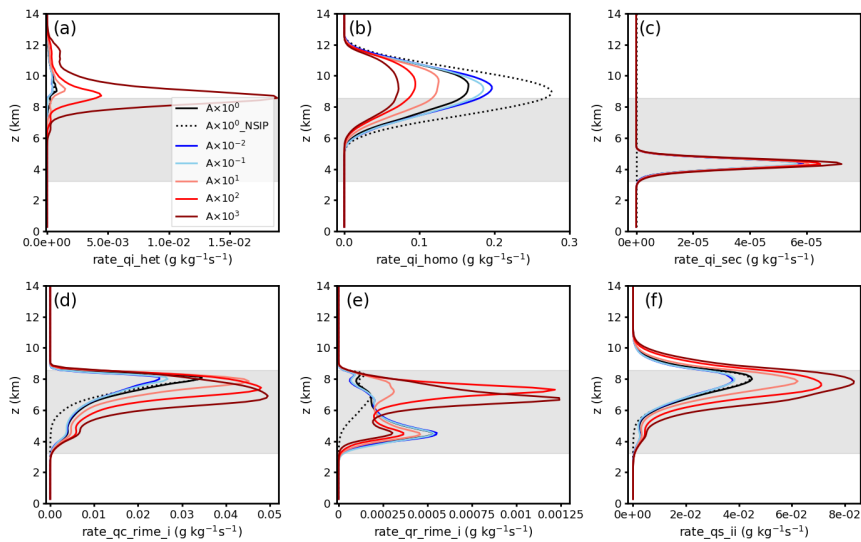 (a)
14
12
10
8
6
4
2
0
z (km)
0.0e+00 5.0e-03 1.0e-02 1.5e-02
rate_qi_het (g kg⁻¹s⁻¹)
A×10⁰
A×10⁰_NSIP
A×10⁻²
A×10⁻¹
A×10¹
A×10²
A×10³
(b)
14
12
10
8
6
4
2
0
z (km)
0.0 0.1 0.2 0.3
rate_qi_homo (g kg⁻¹s⁻¹)
(c)
14
12
10
8
6
4
2
0
z (km)
0e+00 2e-05 4e-05 6e-05
rate_qi_sec (g kg⁻¹s⁻¹)
(d)
14
12
10
8
6
4
2
0
z (km)
0.00 0.01 0.02 0.03 0.04 0.05
rate_qc_rime_i (g kg⁻¹s⁻¹)
(e)
14
12
10
8
6
4
2
0
z (km)
0 0.00025 0.0005 0.00075 0.001 0.00125
rate_qr_rime_i (g kg⁻¹s⁻¹)
(f)
14
12
10
8
6
4
2
0
z (km)
0e+00 2e-02 4e-02 6e-02 8e-02
rate_qs_ii (g kg⁻¹s⁻¹)